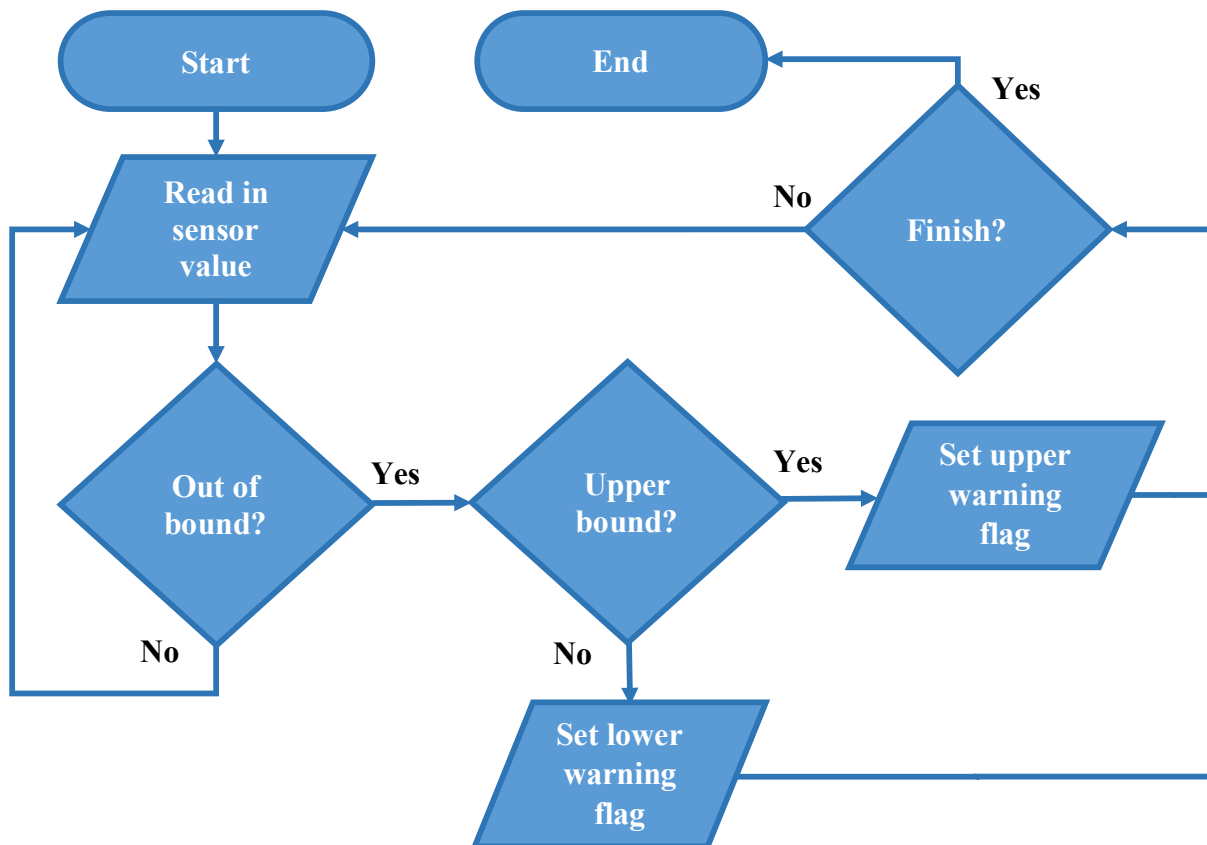 Start
End
Yes
Read in
sensor
value
No
Finish?
Out of
bound?
Yes
Upper
bound?
Yes
Set upper
warning
flag
No
No
Set lower
warning
flag